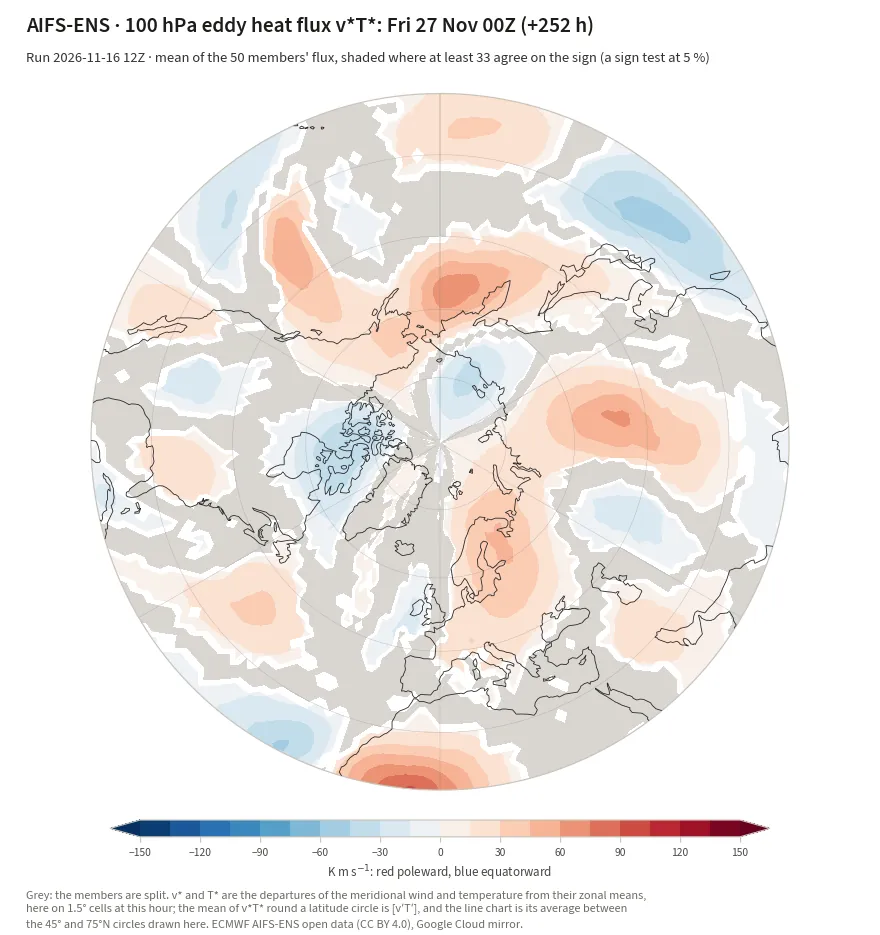 AIFS-ENS · 100 hPa eddy heat flux v*T*: Fri 27 Nov 00Z (+252 h)
Run 2026-11-16 12Z · mean of the 50 members' flux, shaded where at least 33 agree on the sign (a sign test at 5 %)
−150 −120 −90 −60 −30 0 30 60 90 120 150
K m s⁻¹: red poleward, blue equatorward
Grey: the members are split. v* and T* are the departures of the meridional wind and temperature from their zonal means,
here on 1.5° cells at this hour; the mean of v*T* round a latitude circle is [v′T′], and the line chart is its average between
the 45° and 75°N circles drawn here. ECMWF AIFS-ENS open data (CC BY 4.0), Google Cloud mirror.